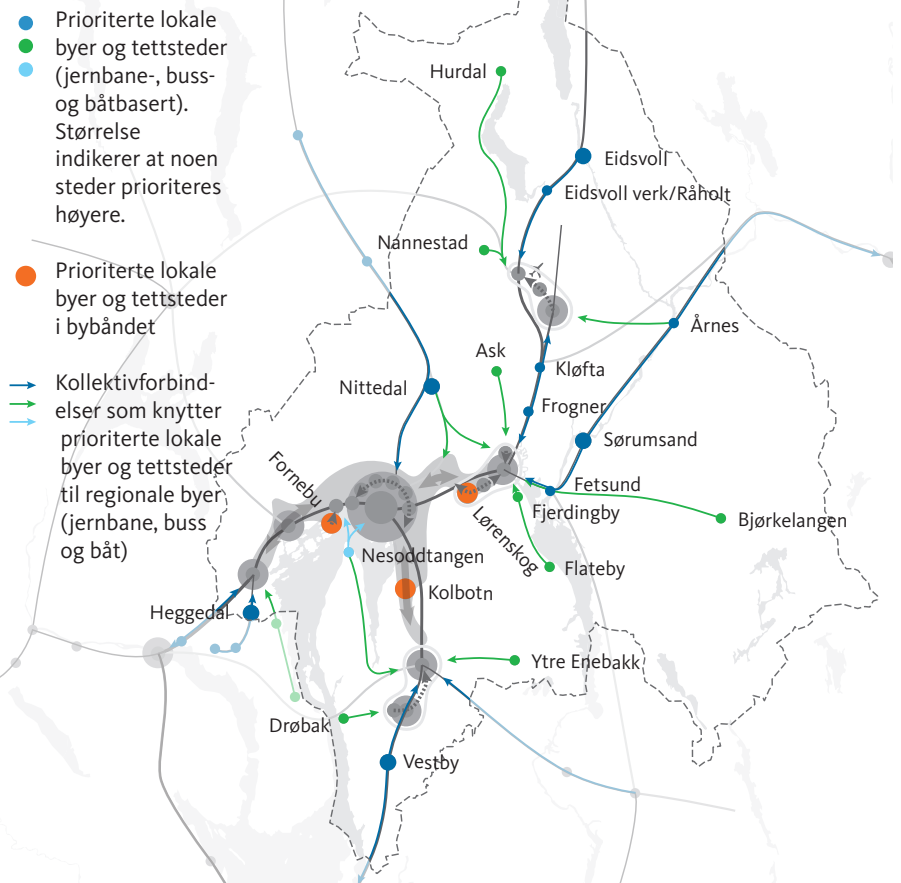 Prioriterte lokale
byer og tettsteder
(jernbane-, buss-
og båtbasert).
Størrelse
indikerer at noen
steder prioriteres
høyere.
Prioriterte lokale
byer og tettsteder
i bybåndet
Kollektivforbind-
elser som knytter
prioriterte lokale
byer og tettsteder
til regionale byer
(jernbane, buss
og båt)
Hurdal
Eidsvoll
Eidsvoll verk/Råholt
Nannestad
Årnes
Ask
Kløfta
Nittedal
Frogner
Sørumsand
Fornebu
Fetsund
Fjerdingby
Bjørkelangen
Lørenskog
Nesoddtangen
Flateby
Kolbotn
Heggedal
Ytre Enebakk
Drøbak
Vestby